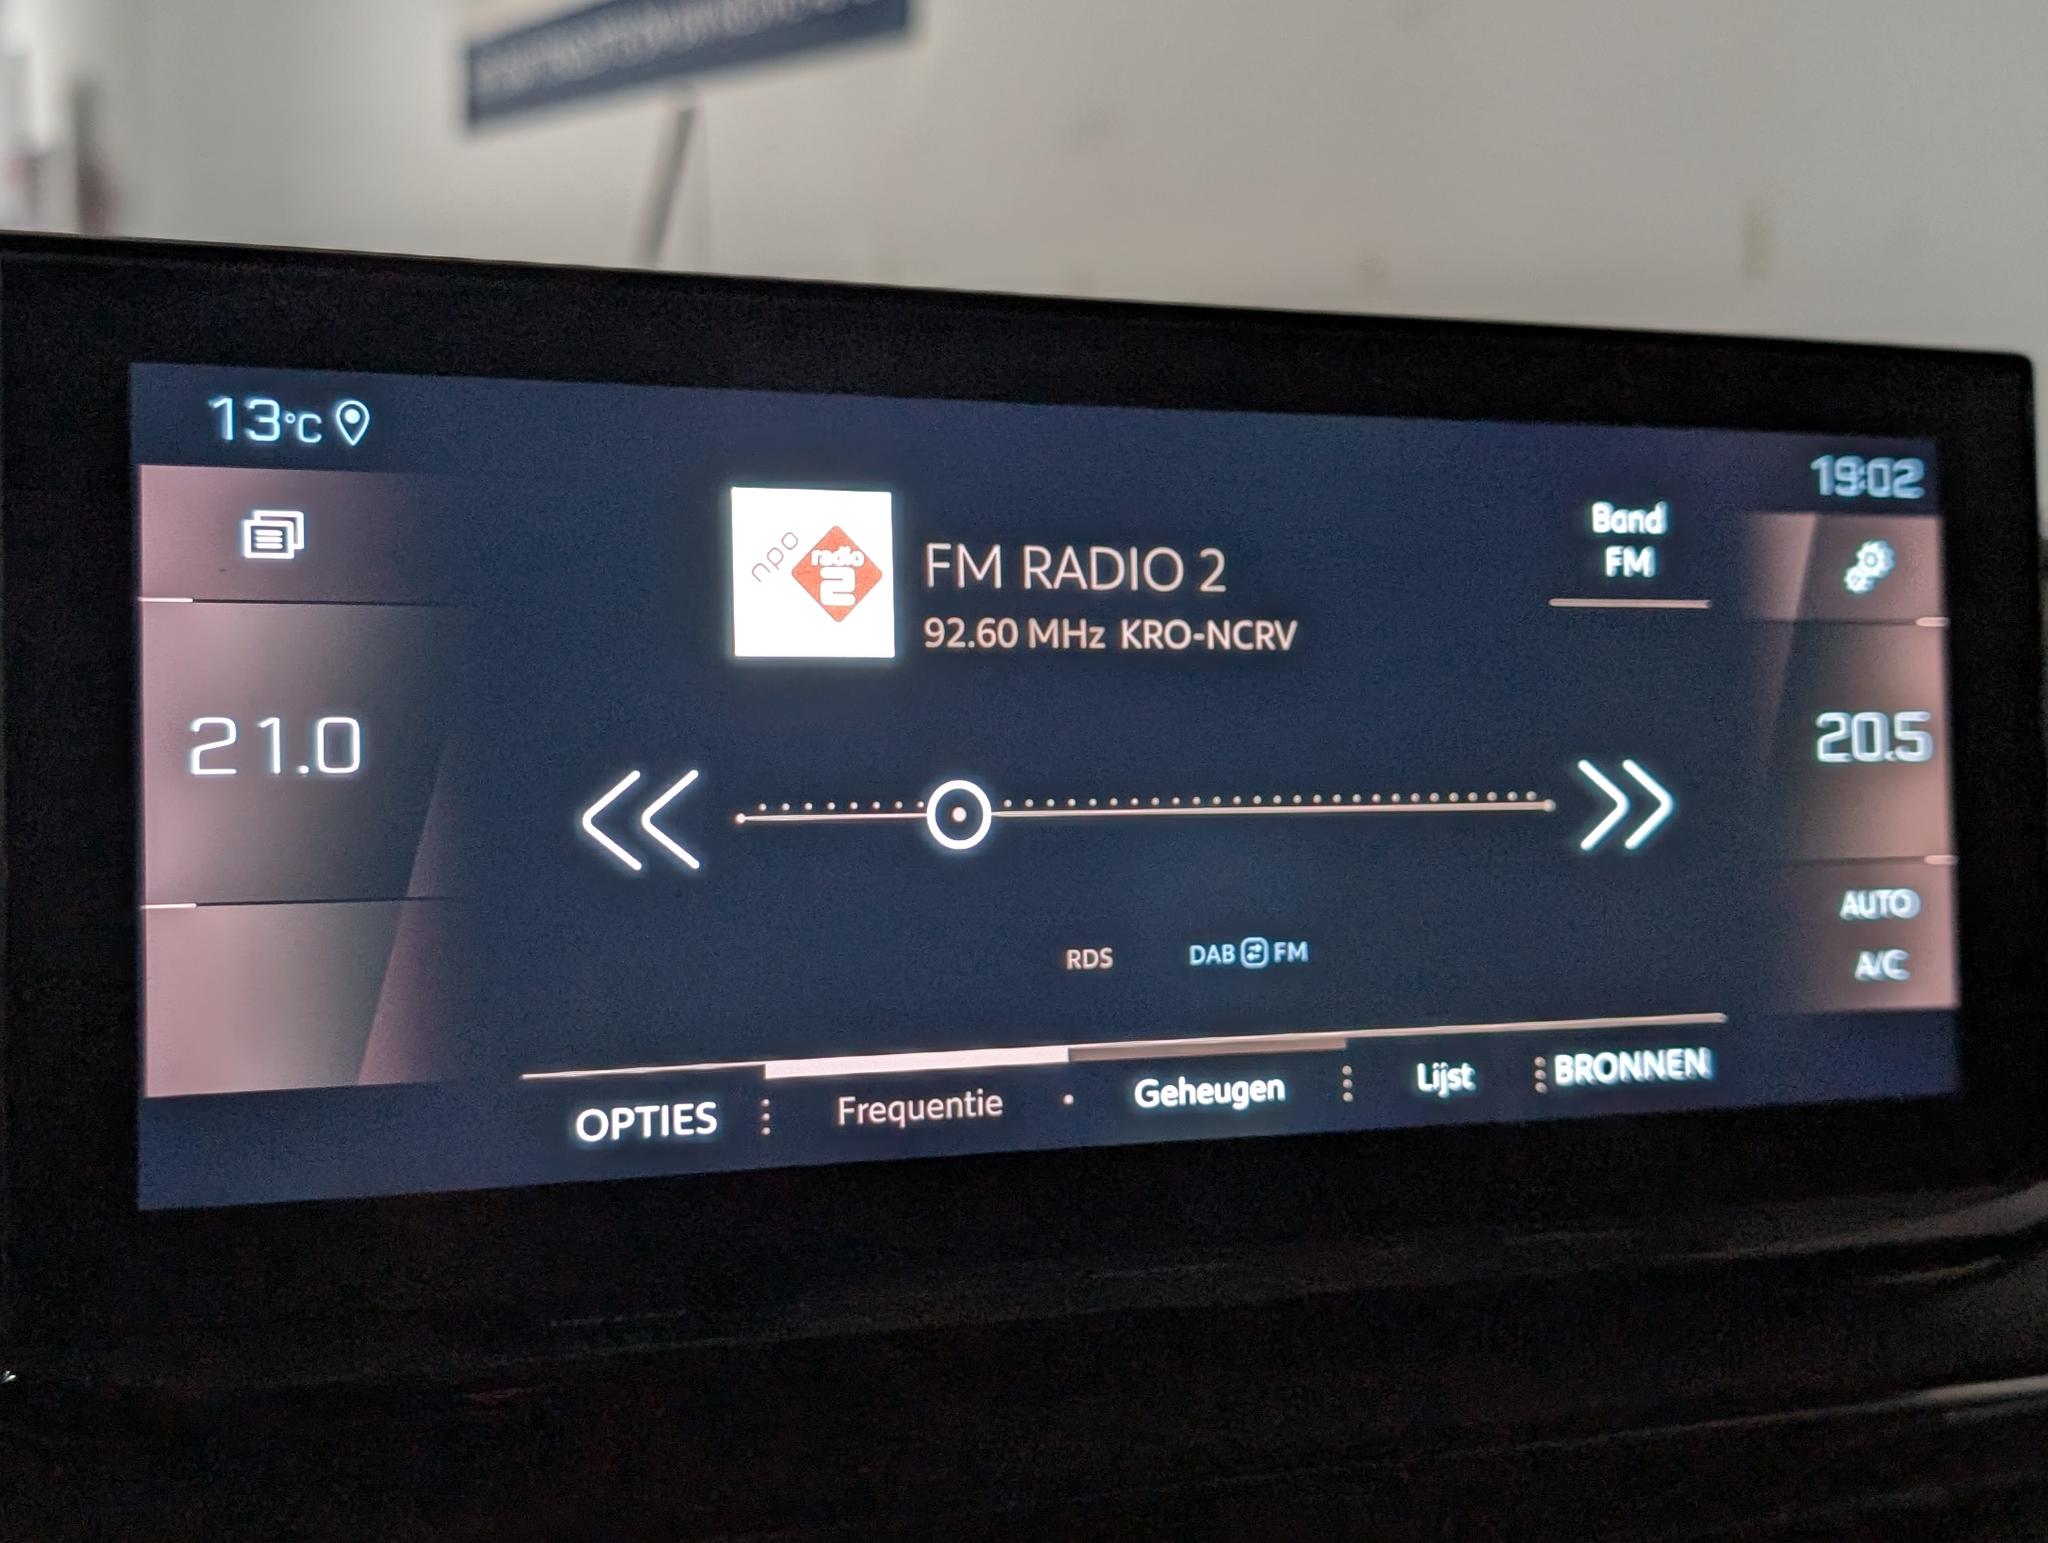 13°C
19:02
Band
FM
npo
radio
2
FM RADIO 2
92.60 MHz KRO-NCRV
21.0
20.5
AUTO
A/C
RDS
DAB FM
OPTIES
Frequentie
Geheugen
Lijst
BRONNEN